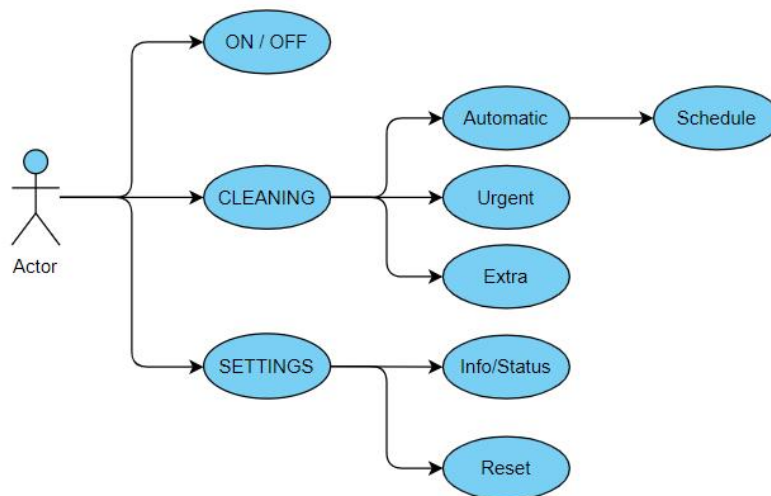 ON / OFF
Automatic
Schedule
CLEANING
Urgent
Actor
Extra
SETTINGS
Info/Status
Reset